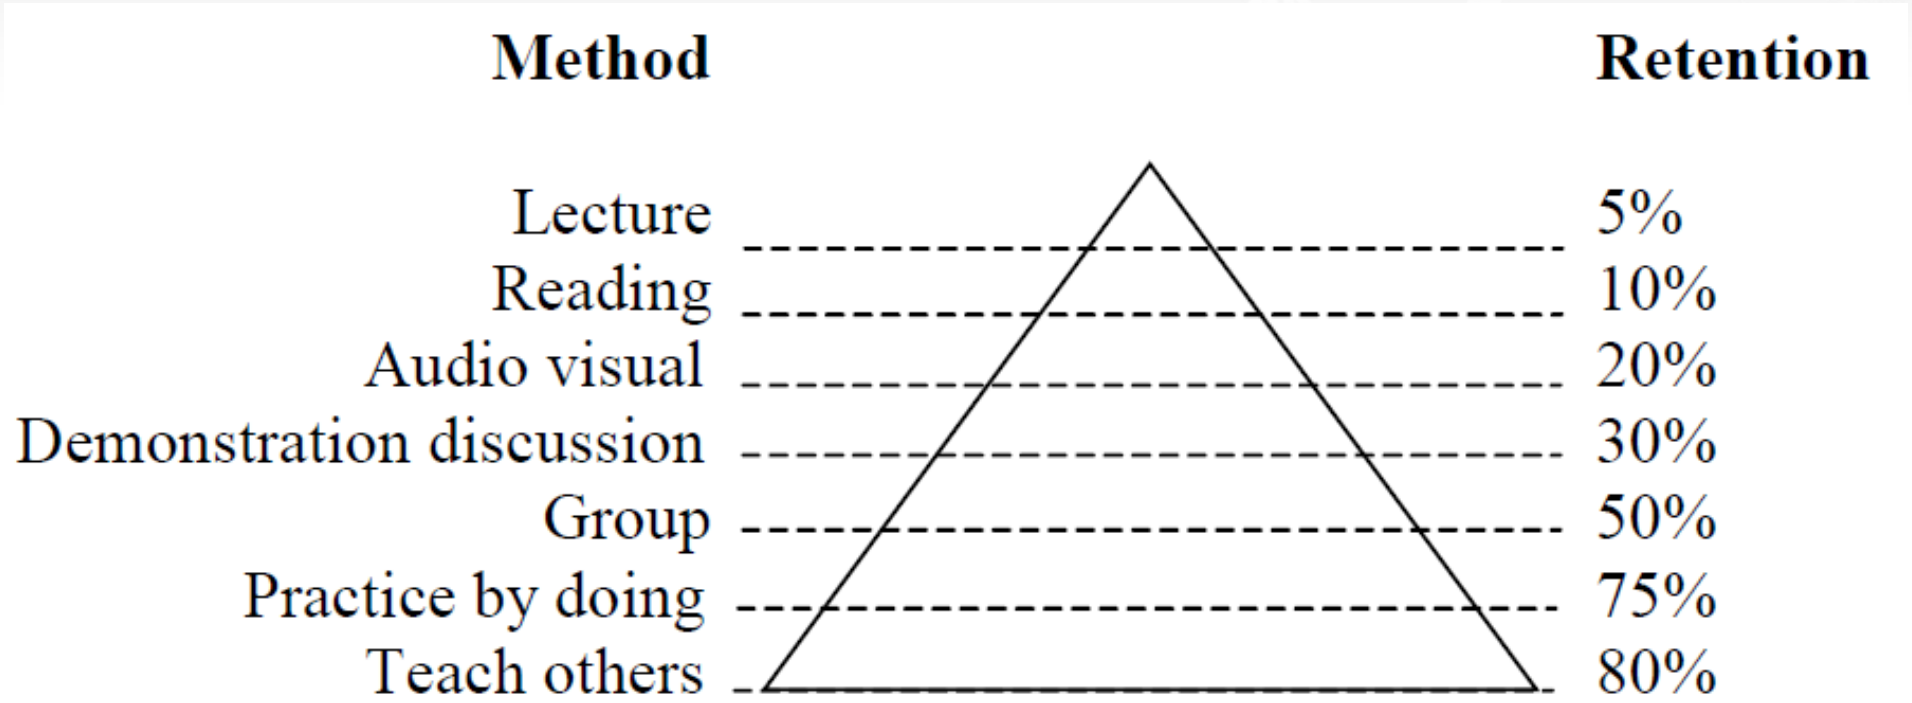 Method Retention
Lecture 5%
Reading 10%
Audio visual 20%
Demonstration discussion 30%
Group 50%
Practice by doing 75%
Teach others 80%